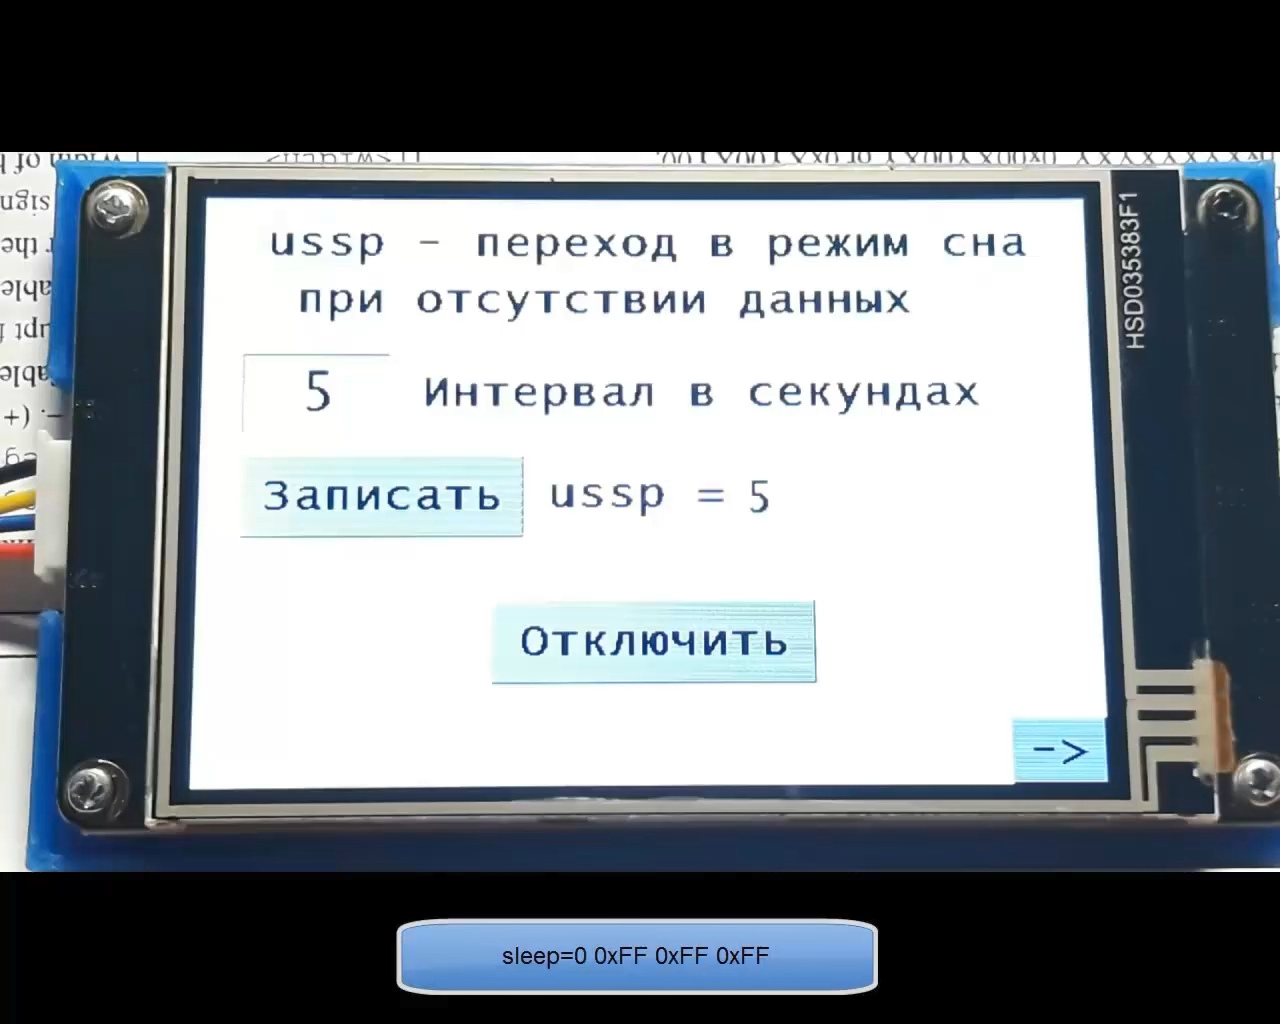 ussp – переход в режим сна
при отсутствии данных
5 Интервал в секундах
Записать ussp = 5
Отключить
->
HSD035383F1
sleep=0 0xFF 0xFF 0xFF